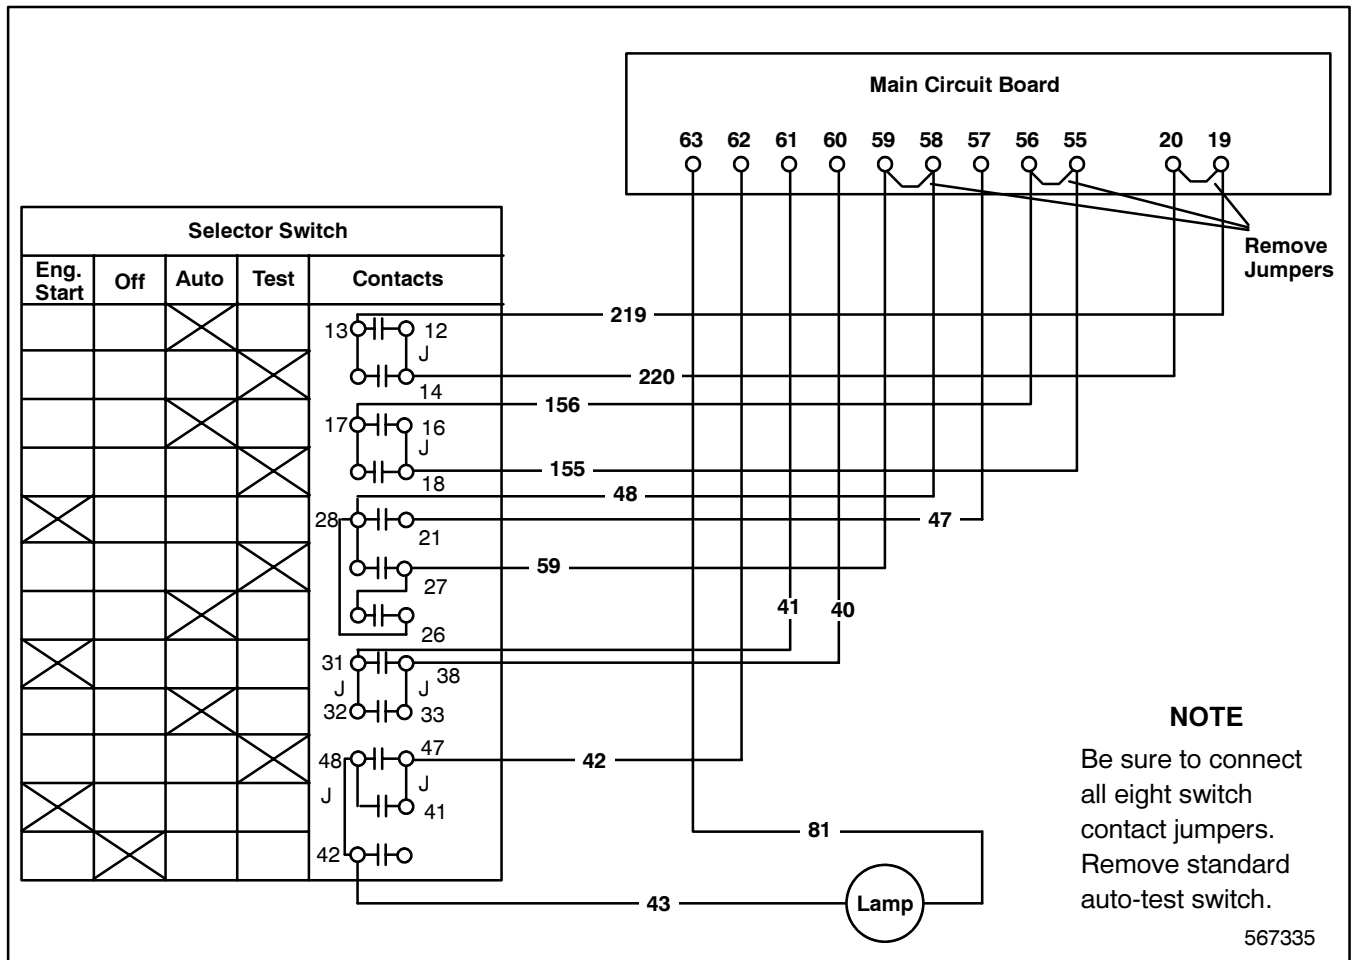 Main Circuit Board
63 62 61 60 59 58 57 56 55 20 19
Remove
Jumpers
Selector Switch
Eng.
Start
Off
Auto
Test
Contacts
13 12
J
14
219
220
17 16
J
18
156
155
28
21
27
26
48
47
59
41 40
31 38
J J
32 33
48 47
J J
41
42
42
81
43
Lamp
NOTE
Be sure to connect
all eight switch
contact jumpers.
Remove standard
auto-test switch.
567335